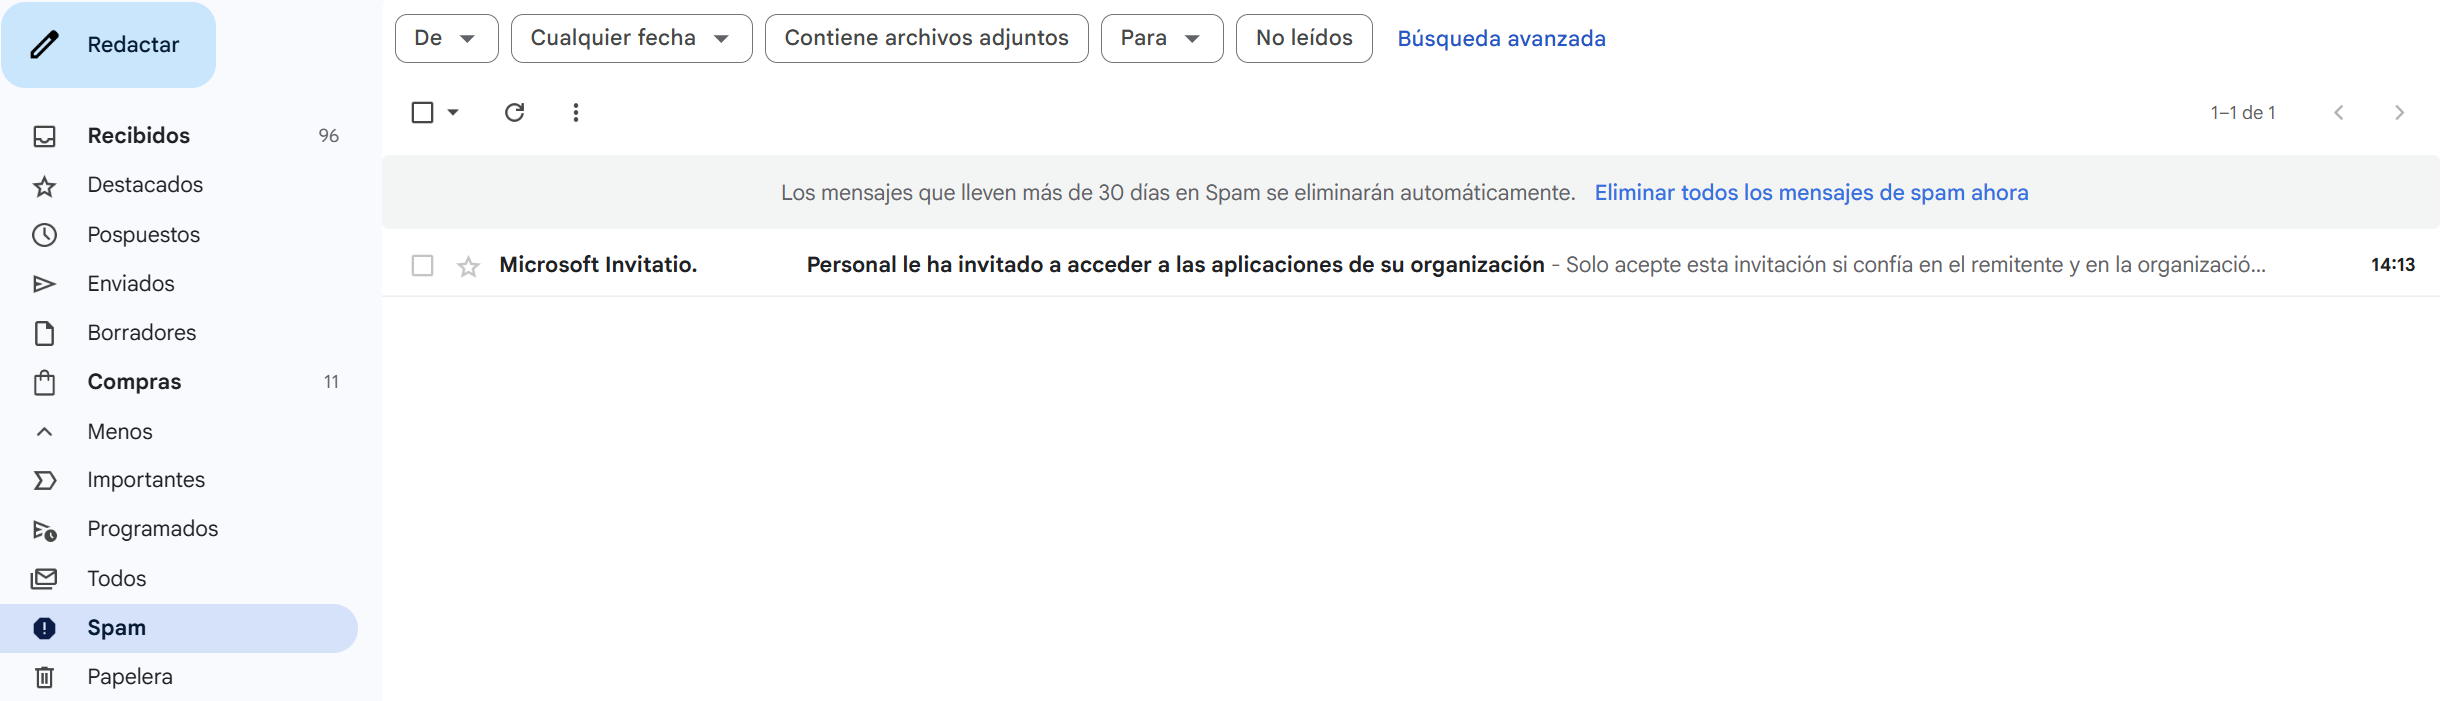 Redactar
De
Cualquier fecha
Contiene archivos adjuntos
Para
No leídos
Búsqueda avanzada
Recibidos 96
Destacados
Pospuestos
Enviados
Borradores
Compras 11
Menos
Importantes
Programados
Todos
Spam
Papelera
1–1 de 1
Los mensajes que lleven más de 30 días en Spam se eliminarán automáticamente. Eliminar todos los mensajes de spam ahora
Microsoft Invitatio. Personal le ha invitado a acceder a las aplicaciones de su organización - Solo acepte esta invitación si confía en el remitente y en la organizació... 14:13